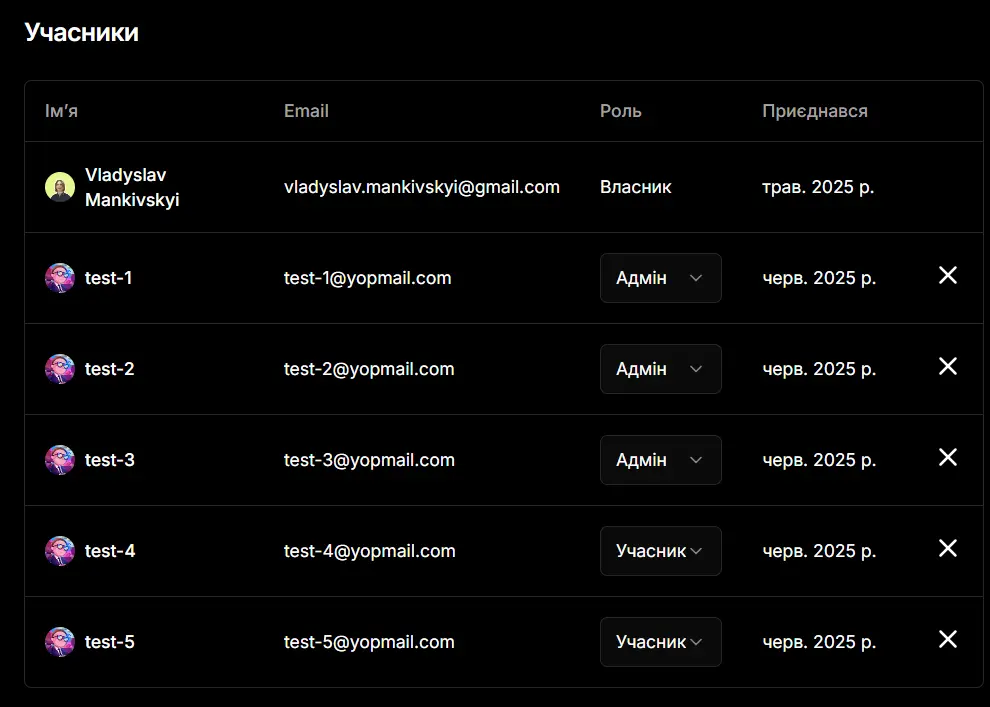 Учасники
Ім’я Email Роль Приєднався
Vladyslav Mankivskyi vladyslav.mankivskyi@gmail.com Власник трав. 2025 р.
test-1 test-1@yopmail.com Адмін черв. 2025 р.
test-2 test-2@yopmail.com Адмін черв. 2025 р.
test-3 test-3@yopmail.com Адмін черв. 2025 р.
test-4 test-4@yopmail.com Учасник черв. 2025 р.
test-5 test-5@yopmail.com Учасник черв. 2025 р.